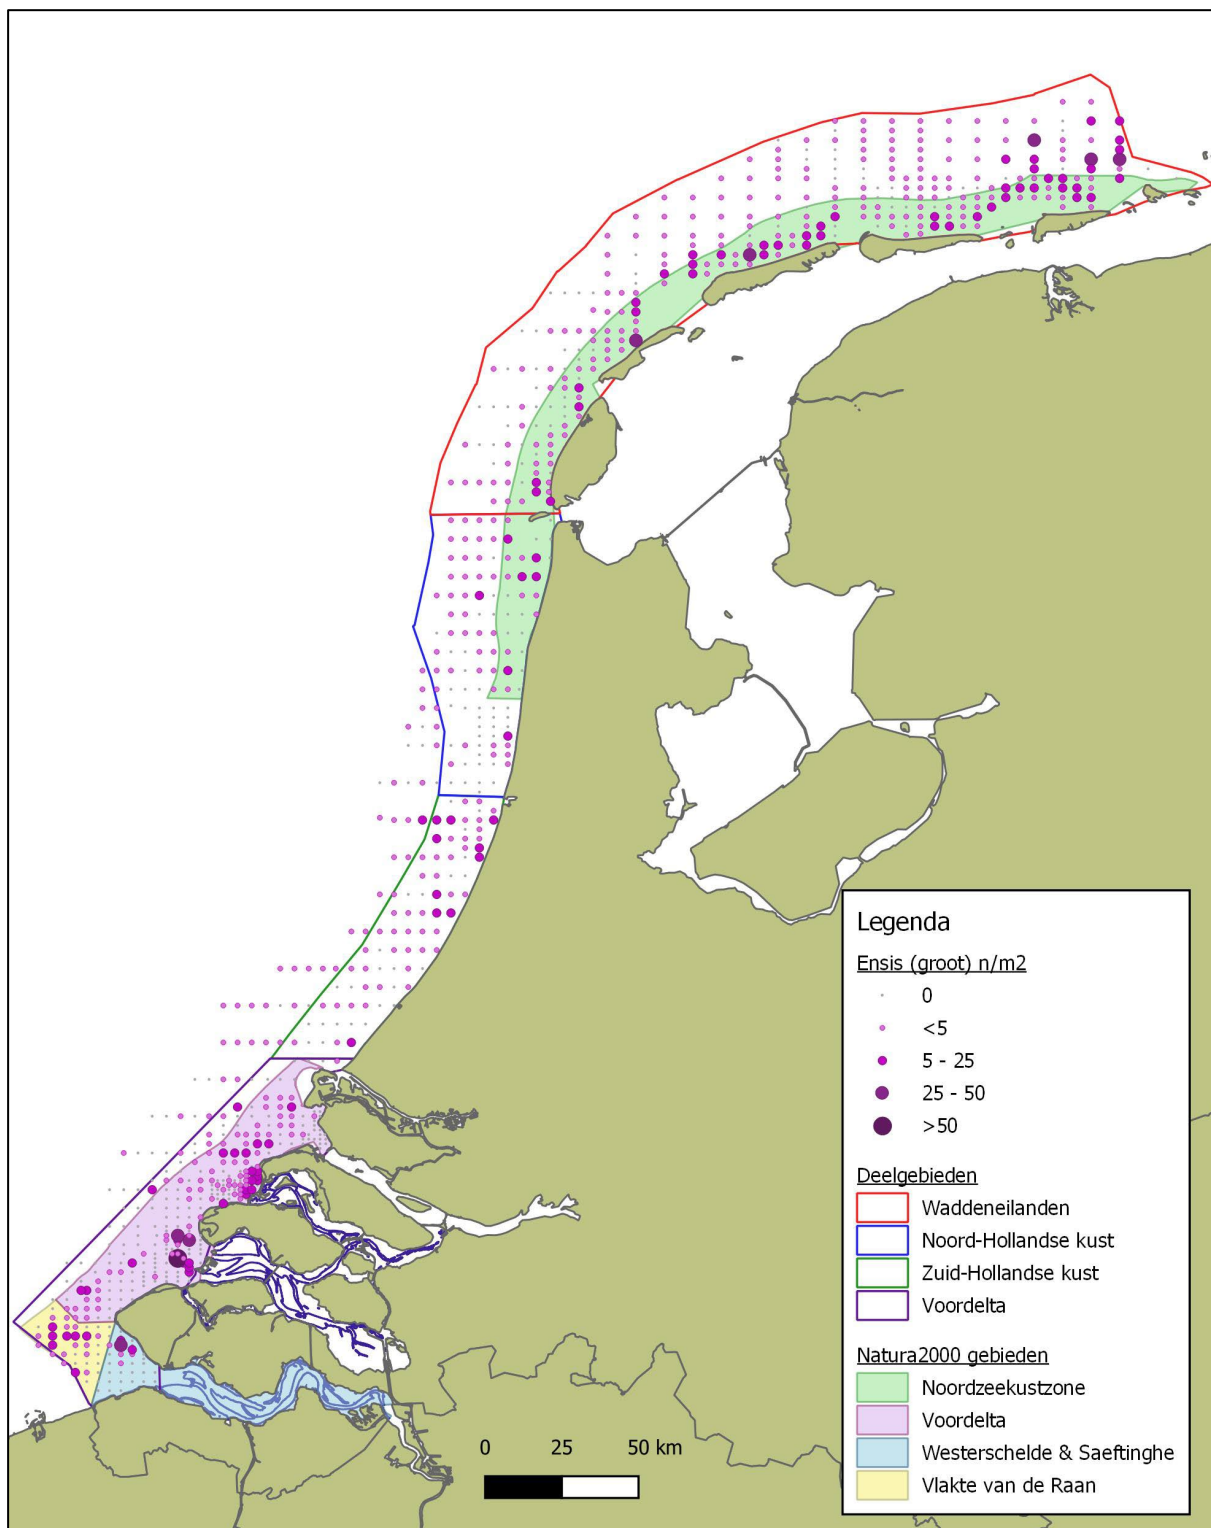 Legenda
Ensis (groot) n/m2
0
<5
5 - 25
25 - 50
>50
Deelgebieden
Waddeneilanden
Noord-Hollandse kust
Zuid-Hollandse kust
Voordelta
Natura2000 gebieden
Noordzeekustzone
Voordelta
Westerschelde & Saeftinghe
Vlakte van de Raan
0 25 50 km